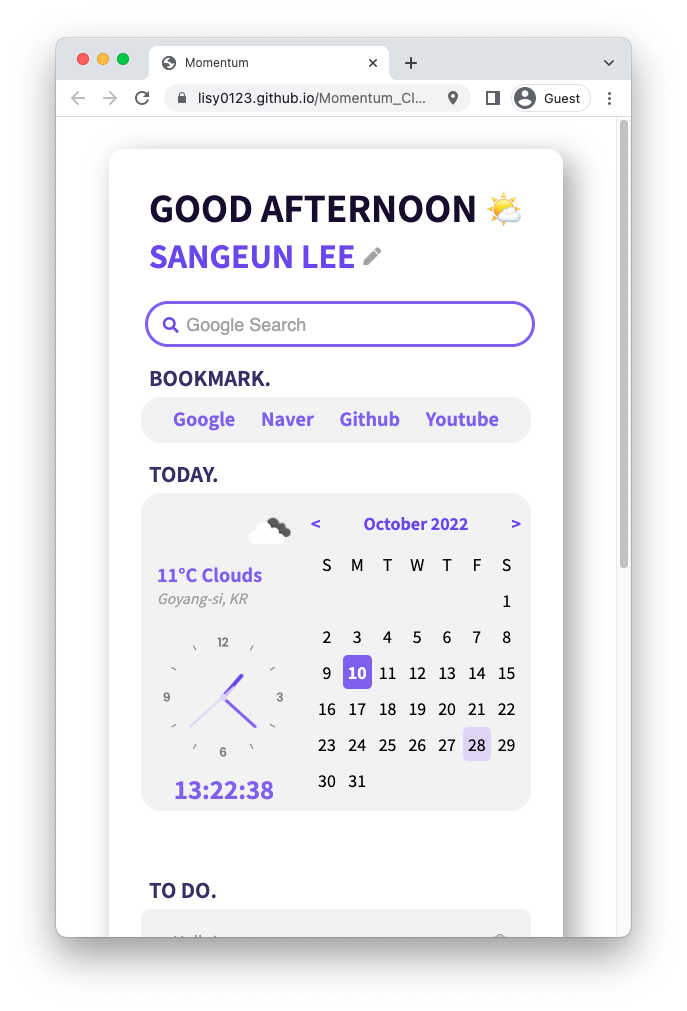 Momentum
lisy0123.github.io/Momentum_Cl...
Guest
GOOD AFTERNOON
SANGEUN LEE
Google Search
BOOKMARK.
Google Naver Github Youtube
TODAY.
< October 2022 >
11°C Clouds
Goyang-si, KR
12
3
6
9
13:22:38
S M T W T F S
1
2 3 4 5 6 7 8
9 10 11 12 13 14 15
16 17 18 19 20 21 22
23 24 25 26 27 28 29
30 31
TO DO.